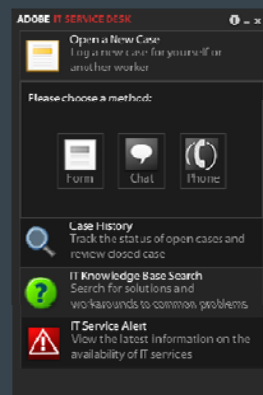 ADOBE IT SERVICE DESK
Open a New Case
Log a new case for yourself or
another worker
Please choose a method:
Form Chat Phone
Case History
Track the status of open cases and
review closed case
IT Knowledge Base Search
Search for solutions and
workarounds to common problems.
IT Service Alert
View the latest information on the
availability of IT services